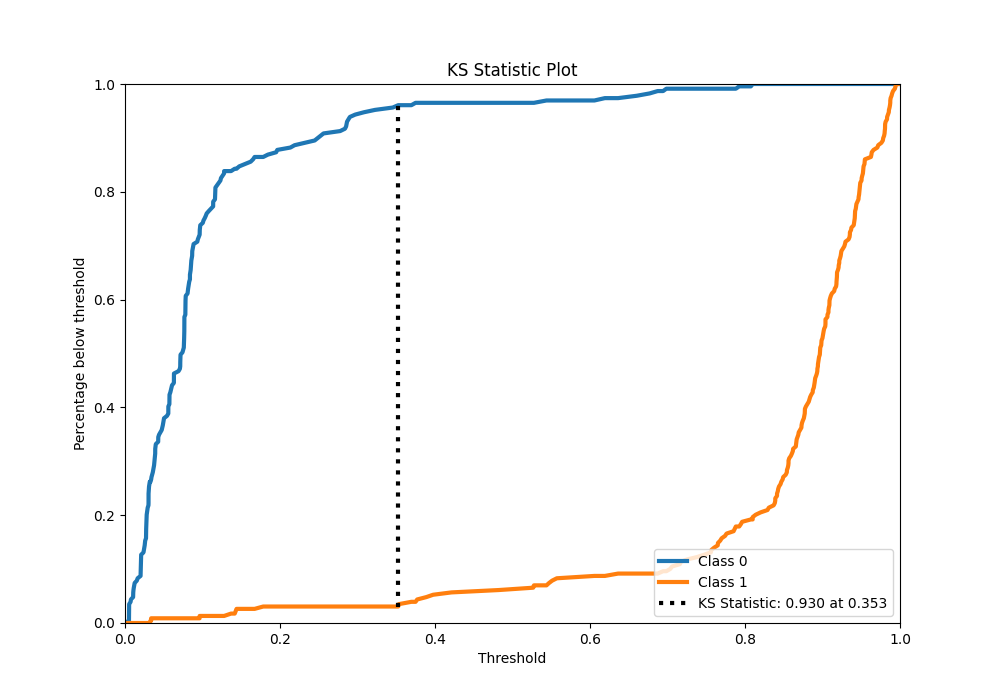 KS Statistic Plot
1.0
0.8
0.6
0.4
0.2
0.0
Percentage below threshold
0.0 0.2 0.4 0.6 0.8 1.0
Threshold
Class 0
Class 1
KS Statistic: 0.930 at 0.353